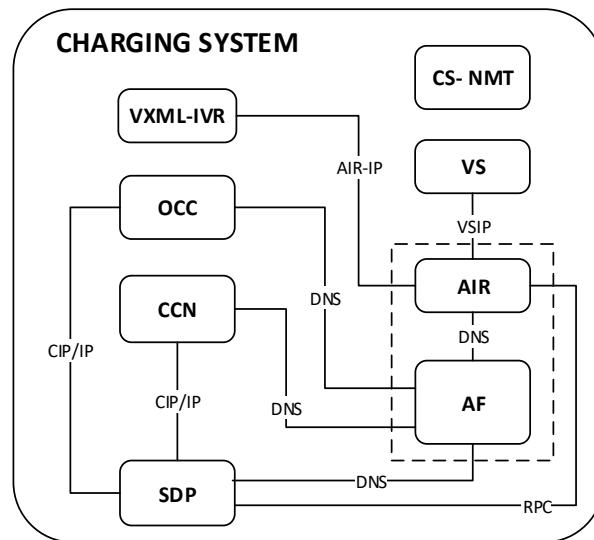 CHARGING SYSTEM
CS- NMT
VXML-IVR
AIR-IP
VS
OCC
VSIP
AIR
CCN
DNS
DNS
CIP/IP
CIP/IP
DNS
AF
SDP
DNS
RPC